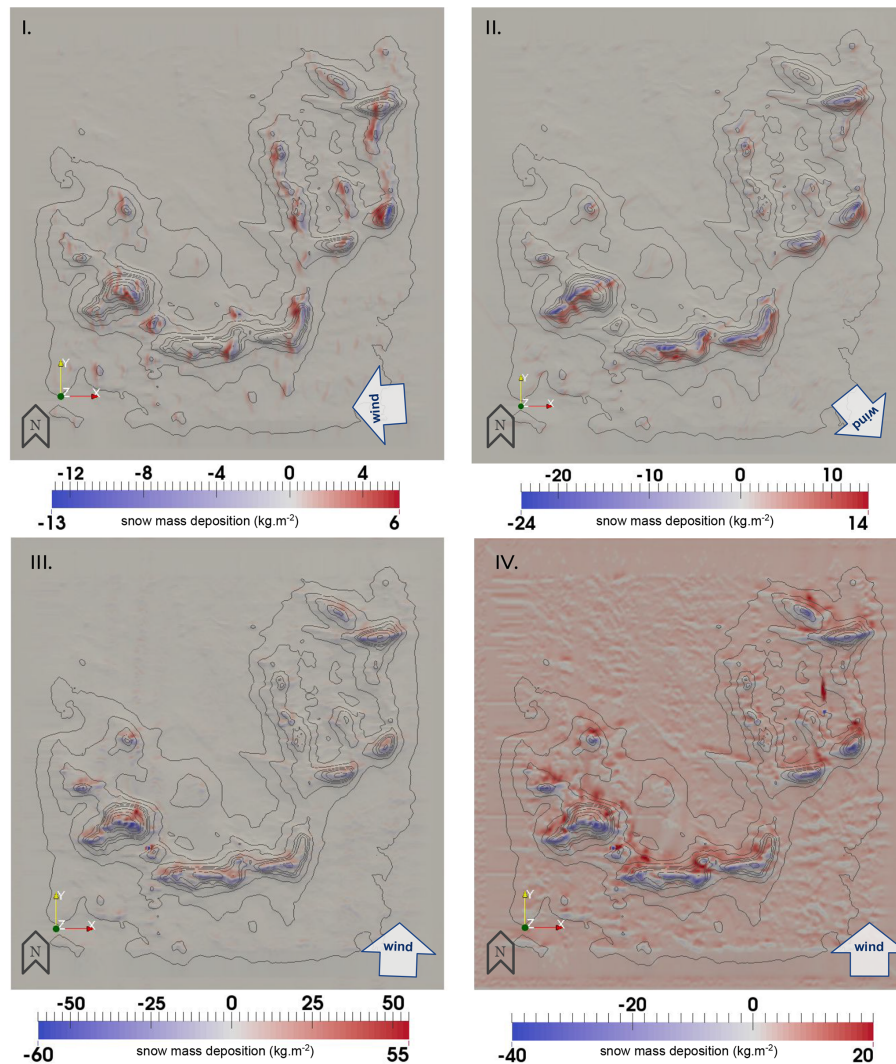 I.
II.
Y
Z
X
N
wind
Y
Z
X
N
wind
-12 -8 -4 0 4
-13 snow mass deposition (kg.m-2) 6
-20 -10 0 10
-24 snow mass deposition (kg.m-2) 14
III.
IV.
Y
Z
X
N
wind
Y
Z
X
N
wind
-50 -25 0 25 50
-60 snow mass deposition (kg.m-2) 55
-20 0
-40 snow mass deposition (kg.m-2) 20